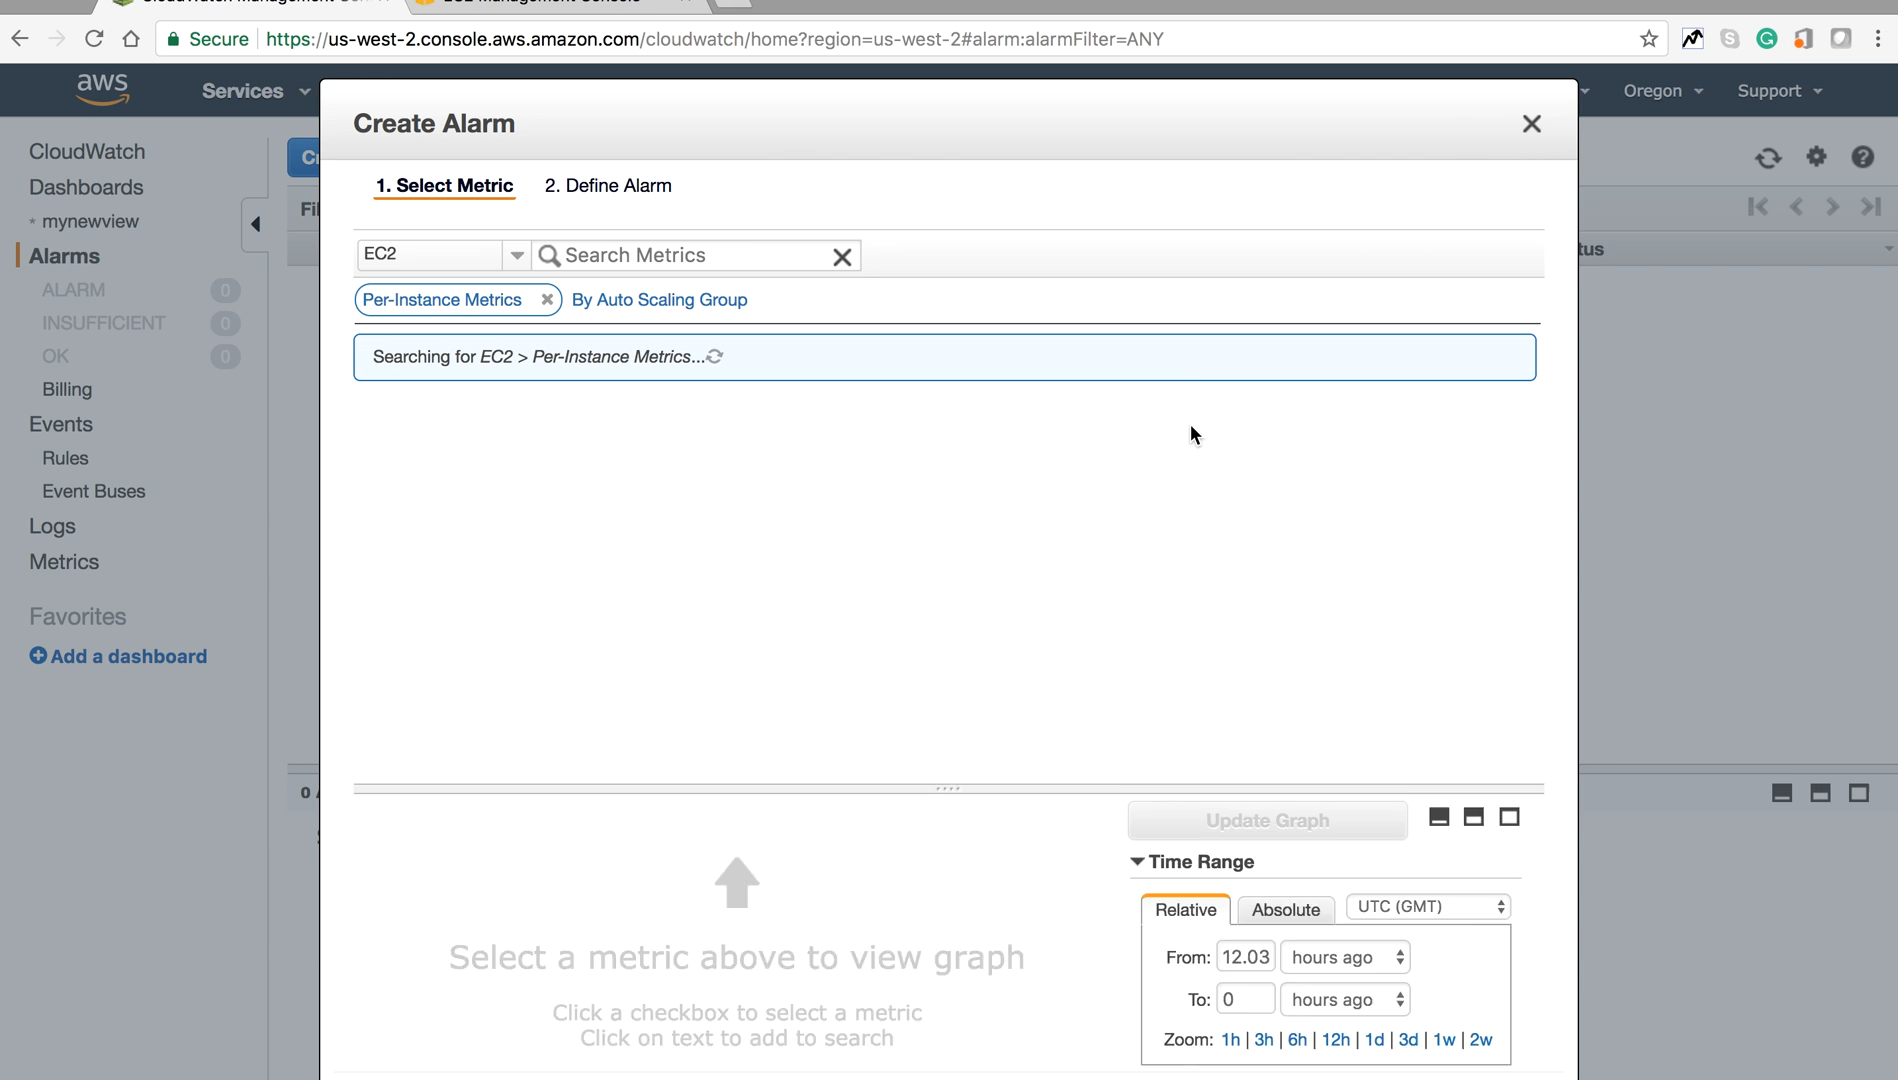 Secure https://us-west-2.console.aws.amazon.com/cloudwatch/home?region=us-west-2#alarm:alarmFilter=ANY
aws
Services
Oregon
Support
CloudWatch
Dashboards
* mynewview
Alarms
ALARM 0
INSUFFICIENT 0
OK 0
Billing
Events
Rules
Event Buses
Logs
Metrics
Favorites
Add a dashboard
Create Alarm
1. Select Metric 2. Define Alarm
EC2 Search Metrics
Per-Instance Metrics By Auto Scaling Group
Searching for EC2 > Per-Instance Metrics...
0
Update Graph
Time Range
Relative Absolute UTC (GMT)
From: 12.03 hours ago
To: 0 hours ago
Zoom: 1h | 3h | 6h | 12h | 1d | 3d | 1w | 2w
Select a metric above to view graph
Click a checkbox to select a metric
Click on text to add to search